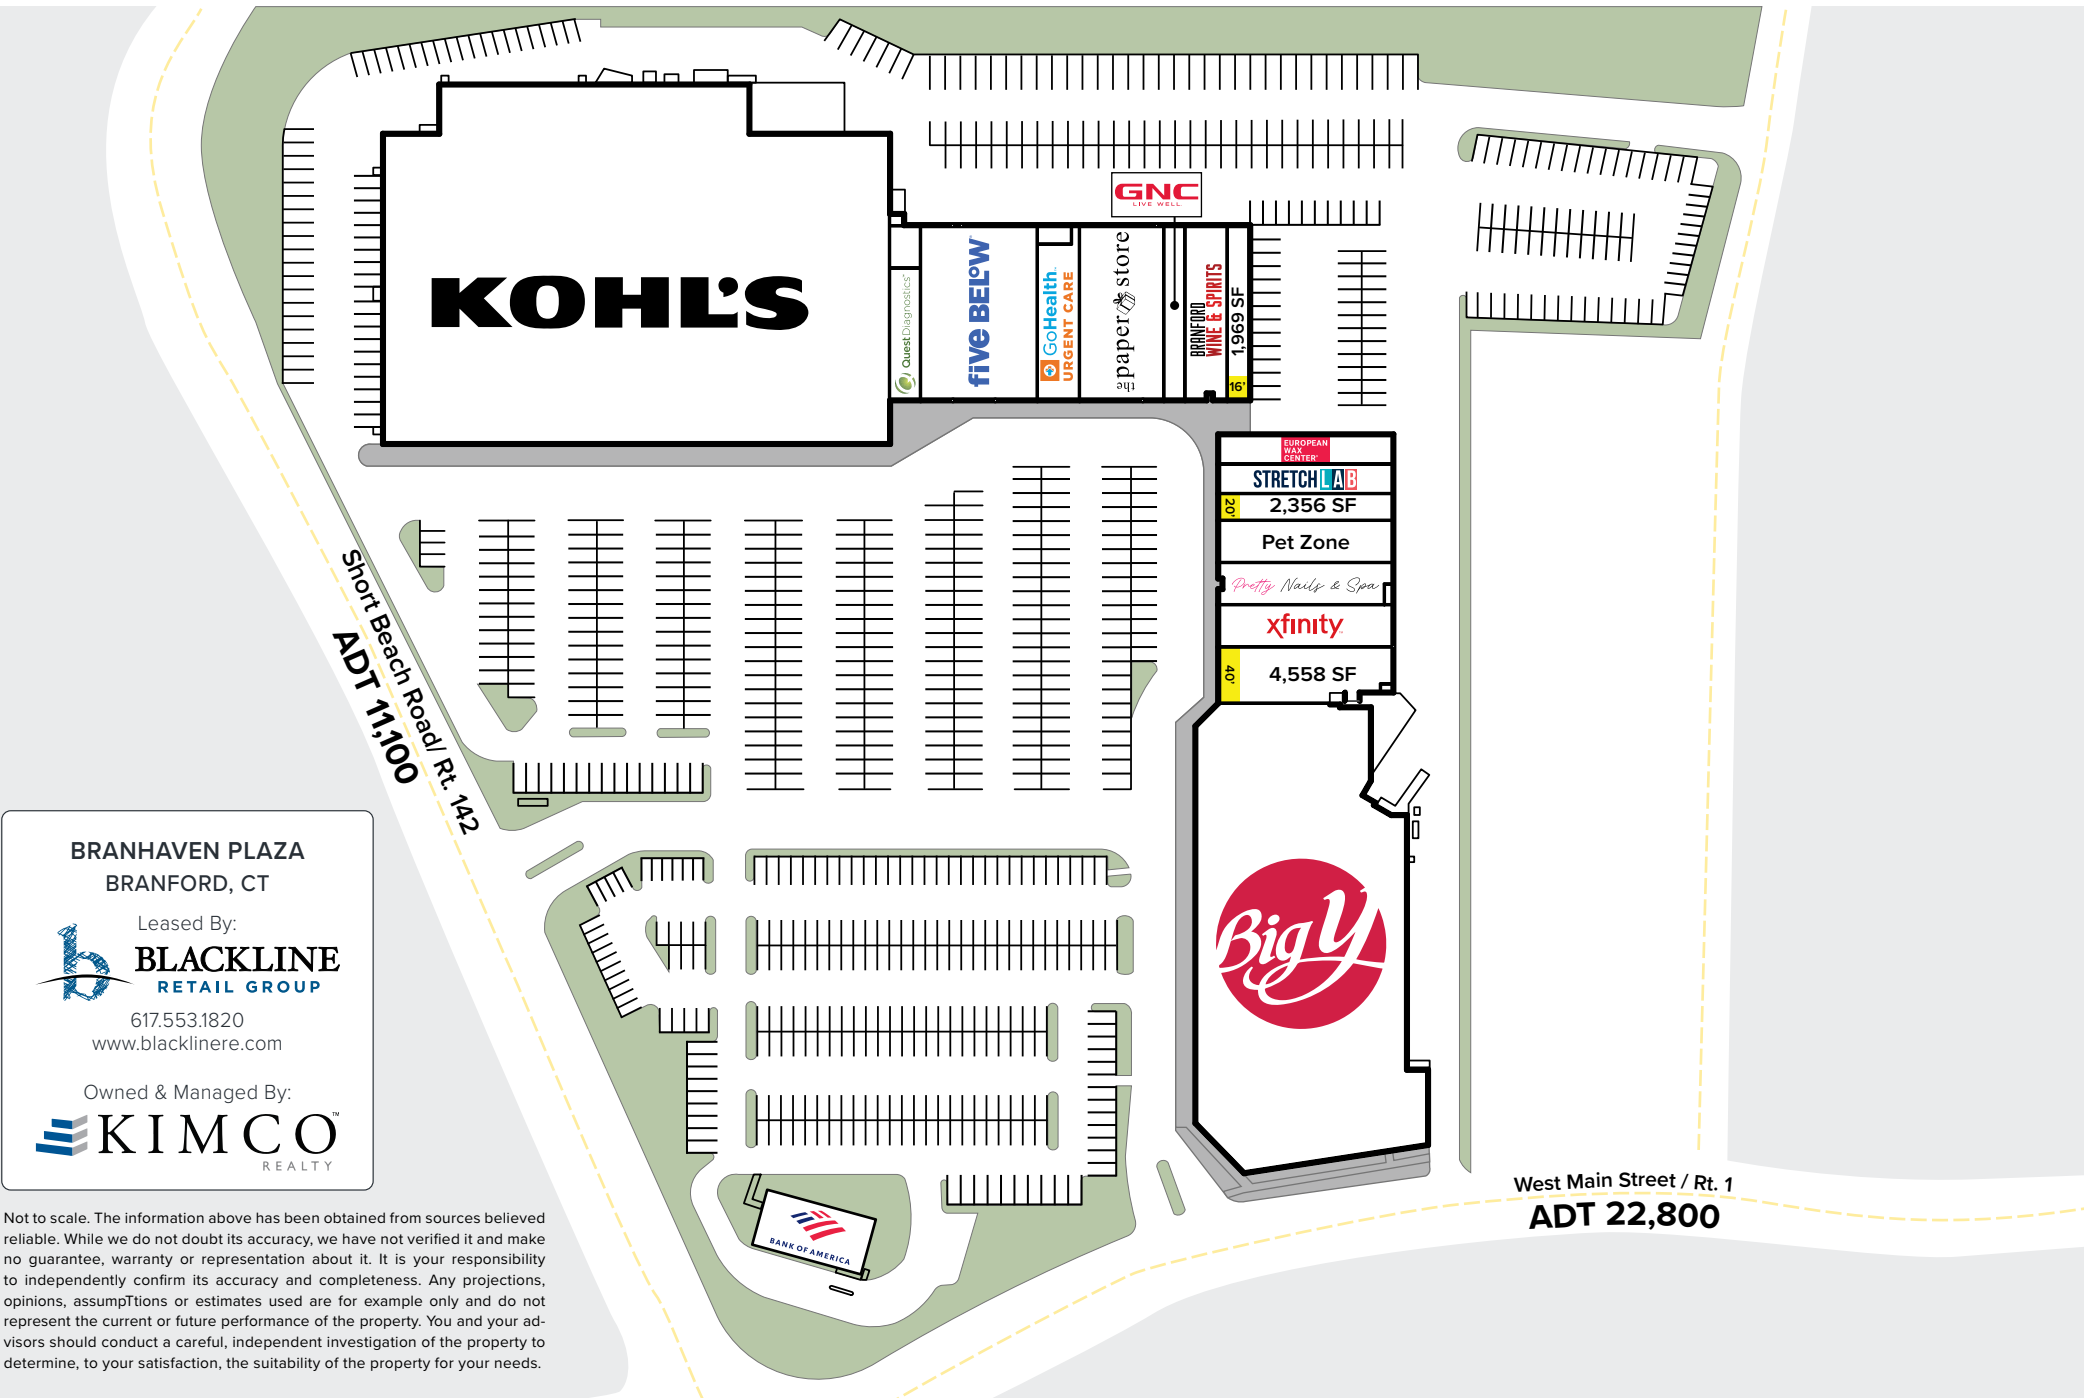 GNC
LIVE WELL
KOHL'S
QuestDiagnostics™
five BEL°W
GoHealth
URGENT CARE
the paper store
BRANFORD
WINE & SPIRITS
1,969 SF
16'
EUROPEAN
WAX
CENTER
STRETCHLAB
20'
2,356 SF
Pet Zone
Pretty Nails & Spa
xfinity
40'
4,558 SF
Big Y
Short Beach Road/ Rt. 142
ADT 11,100
BRANHAVEN PLAZA
BRANFORD, CT
Leased By:
b BLACKLINE
RETAIL GROUP
617.553.1820
www.blacklinere.com
Owned & Managed By:
KIMCO™
REALTY
BANK OF AMERICA
West Main Street / Rt. 1
ADT 22,800
Not to scale. The information above has been obtained from sources believed
reliable. While we do not doubt its accuracy, we have not verified it and make
no guarantee, warranty or representation about it. It is your responsibility
to independently confirm its accuracy and completeness. Any projections,
opinions, assumpTtions or estimates used are for example only and do not
represent the current or future performance of the property. You and your ad-
visors should conduct a careful, independent investigation of the property to
determine, to your satisfaction, the suitability of the property for your needs.